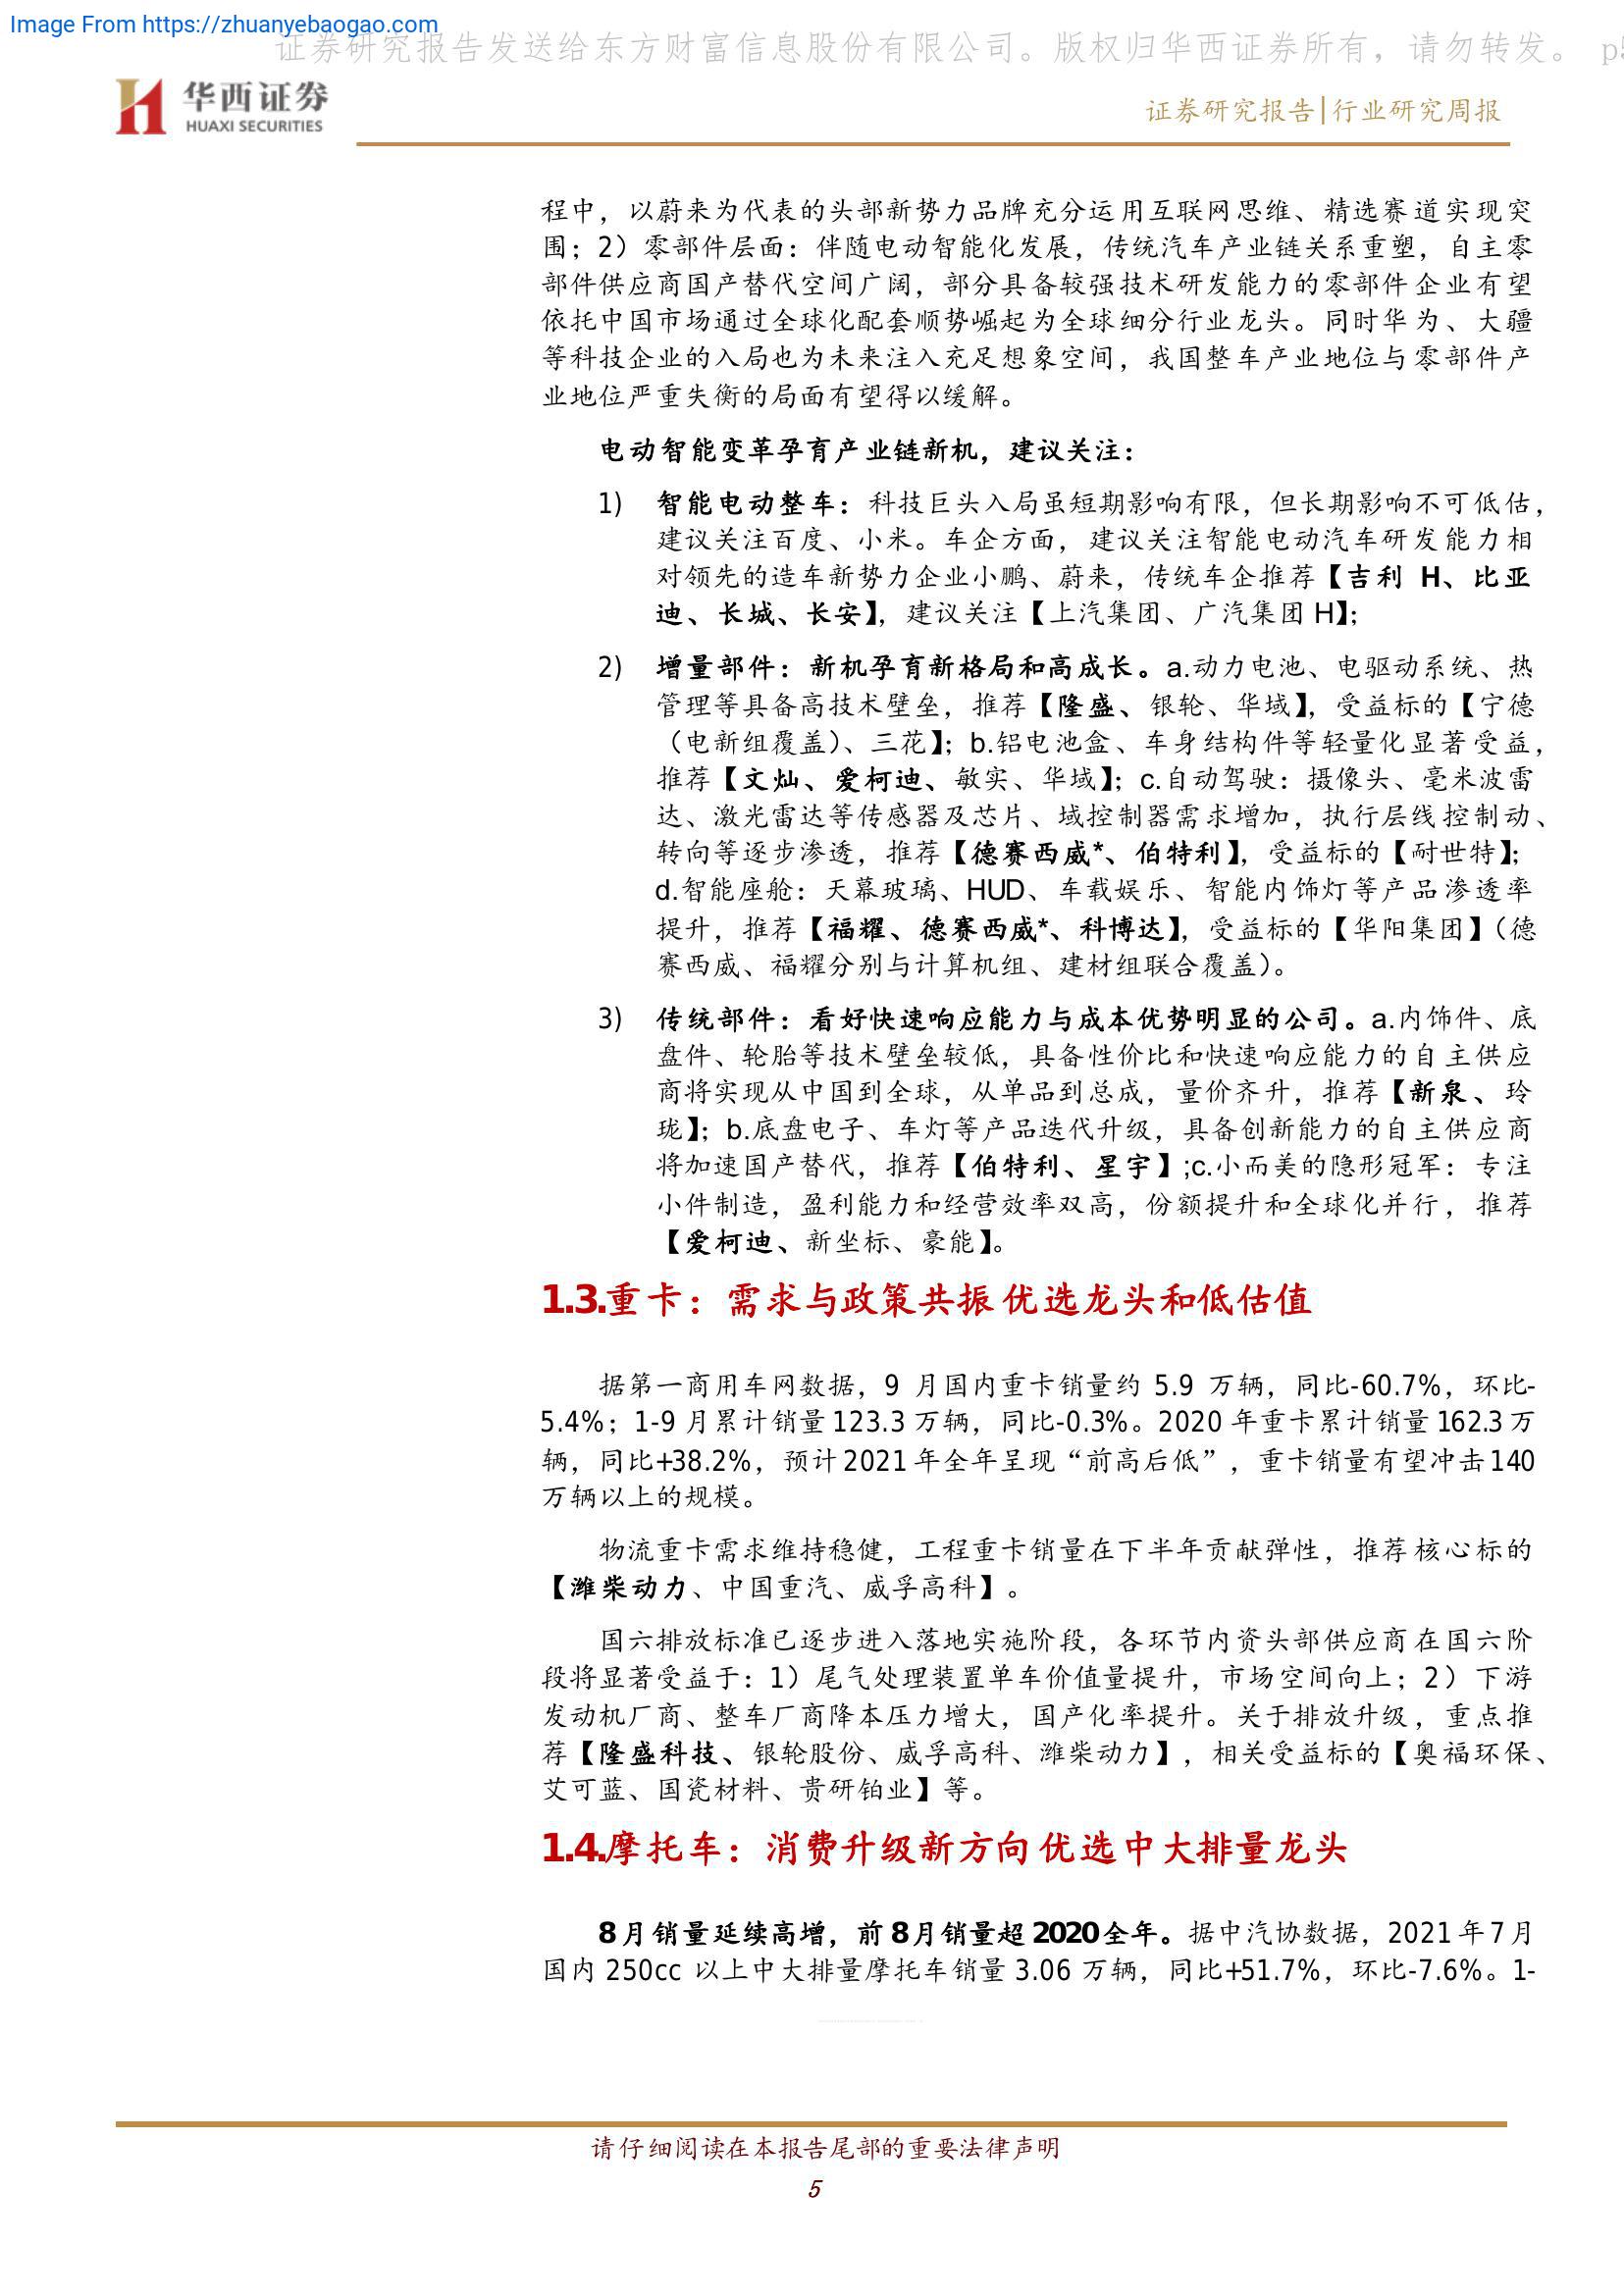 Image From https://zhuanyebaogao.com
证券研究报告发送给东方财富信息股份有限公司。版权归华西证券所有，请勿转发。 p5
华西证券
HUAXI SECURITIES
证券研究报告|行业研究周报
程中，以蔚来为代表的头部新势力品牌充分运用互联网思维、精选赛道实现突
围；2）零部件层面：伴随电动智能化发展，传统汽车产业链关系重塑，自主零
部件供应商国产替代空间广阔，部分具备较强技术研发能力的零部件企业有望
依托中国市场通过全球化配套顺势崛起为全球细分行业龙头。同时华为、大疆
等科技企业的入局也为未来注入充足想象空间，我国整车产业地位与零部件产
业地位严重失衡的局面有望得以缓解。
电动智能变革孕育产业链新机，建议关注：
1) 智能电动整车：科技巨头入局虽短期影响有限，但长期影响不可低估，
建议关注百度、小米。车企方面，建议关注智能电动汽车研发能力相
对领先的造车新势力企业小鹏、蔚来，传统车企推荐【吉利 H、比亚
迪、长城、长安】，建议关注【上汽集团、广汽集团 H】；
2) 增量部件：新机孕育新格局和高成长。a.动力电池、电驱动系统、热
管理等具备高技术壁垒，推荐【隆盛、银轮、华域】，受益标的【宁德
（电新组覆盖）、三花】；b.铝电池盒、车身结构件等轻量化显著受益，
推荐【文灿、爱柯迪、敏实、华域】；c.自动驾驶：摄像头、毫米波雷
达、激光雷达等传感器及芯片、域控制器需求增加，执行层线控制动、
转向等逐步渗透，推荐【德赛西威*、伯特利】，受益标的【耐世特】；
d.智能座舱：天幕玻璃、HUD、车载娱乐、智能内饰灯等产品渗透率
提升，推荐【福耀、德赛西威*、科博达】，受益标的【华阳集团】（德
赛西威、福耀分别与计算机组、建材组联合覆盖）。
3) 传统部件：看好快速响应能力与成本优势明显的公司。a.内饰件、底
盘件、轮胎等技术壁垒较低，具备性价比和快速响应能力的自主供应
商将实现从中国到全球，从单品到总成，量价齐升，推荐【新泉、玲
珑】；b.底盘电子、车灯等产品迭代升级，具备创新能力的自主供应商
将加速国产替代，推荐【伯特利、星宇】;c.小而美的隐形冠军：专注
小件制造，盈利能力和经营效率双高，份额提升和全球化并行，推荐
【爱柯迪、新坐标、豪能】。
1.3.重卡：需求与政策共振 优选龙头和低估值
据第一商用车网数据，9 月国内重卡销量约 5.9 万辆，同比-60.7%，环比-
5.4%；1-9 月累计销量 123.3 万辆，同比-0.3%。2020 年重卡累计销量 162.3 万
辆，同比+38.2%，预计 2021 年全年呈现“前高后低”，重卡销量有望冲击 140
万辆以上的规模。
物流重卡需求维持稳健，工程重卡销量在下半年贡献弹性，推荐核心标的
【潍柴动力、中国重汽、威孚高科】。
国六排放标准已逐步进入落地实施阶段，各环节内资头部供应商在国六阶
段将显著受益于：1）尾气处理装置单车价值量提升，市场空间向上；2）下游
发动机厂商、整车厂商降本压力增大，国产化率提升。关于排放升级，重点推
荐【隆盛科技、银轮股份、威孚高科、潍柴动力】，相关受益标的【奥福环保、
艾可蓝、国瓷材料、贵研铂业】等。
1.4.摩托车：消费升级新方向 优选中大排量龙头
8 月销量延续高增，前 8 月销量超 2020 全年。据中汽协数据，2021 年 7 月
国内 250cc 以上中大排量摩托车销量 3.06 万辆，同比+51.7%，环比-7.6%。1-
请仔细阅读在本报告尾部的重要法律声明
5